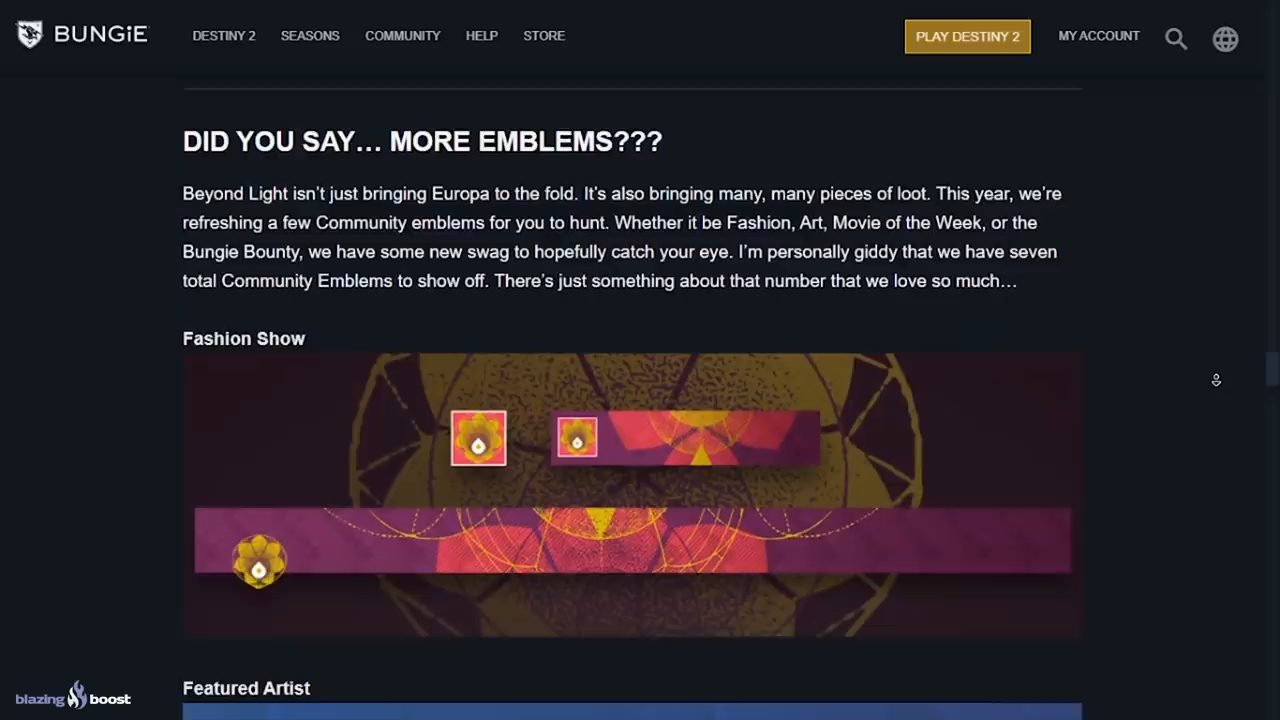 BUNGiE
DESTINY 2 SEASONS COMMUNITY HELP STORE
PLAY DESTINY 2 MY ACCOUNT
DID YOU SAY… MORE EMBLEMS???
Beyond Light isn’t just bringing Europa to the fold. It’s also bringing many, many pieces of loot. This year, we’re
refreshing a few Community emblems for you to hunt. Whether it be Fashion, Art, Movie of the Week, or the
Bungie Bounty, we have some new swag to hopefully catch your eye. I’m personally giddy that we have seven
total Community Emblems to show off. There’s just something about that number that we love so much…
Fashion Show
Featured Artist
blazing boost